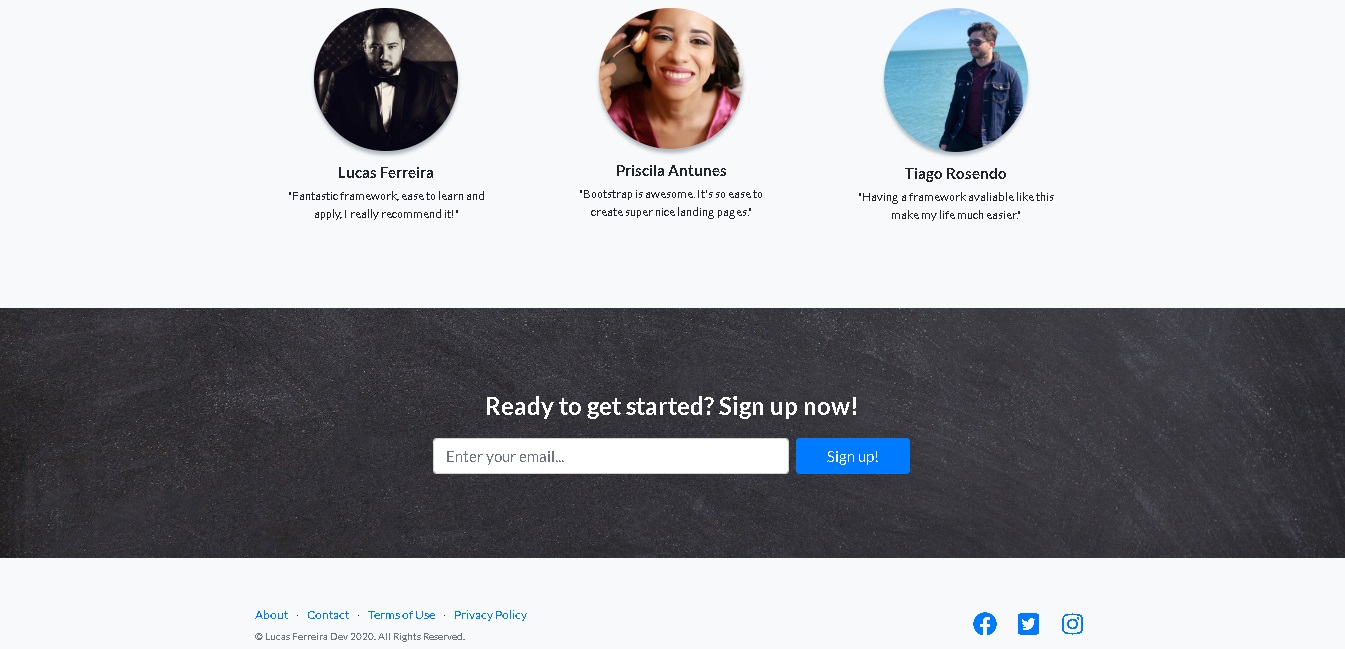 Lucas Ferreira
"Fantastic framework, ease to learn and
apply, I really recommend it!"
Priscila Antunes
"Bootstrap is awesome. It's so ease to
create super nice landing pages."
Tiago Rosendo
"Having a framework avaliable like this
make my life much easier."
Ready to get started? Sign up now!
Enter your email... Sign up!
About · Contact · Terms of Use · Privacy Policy
© Lucas Ferreira Dev 2020. All Rights Reserved.